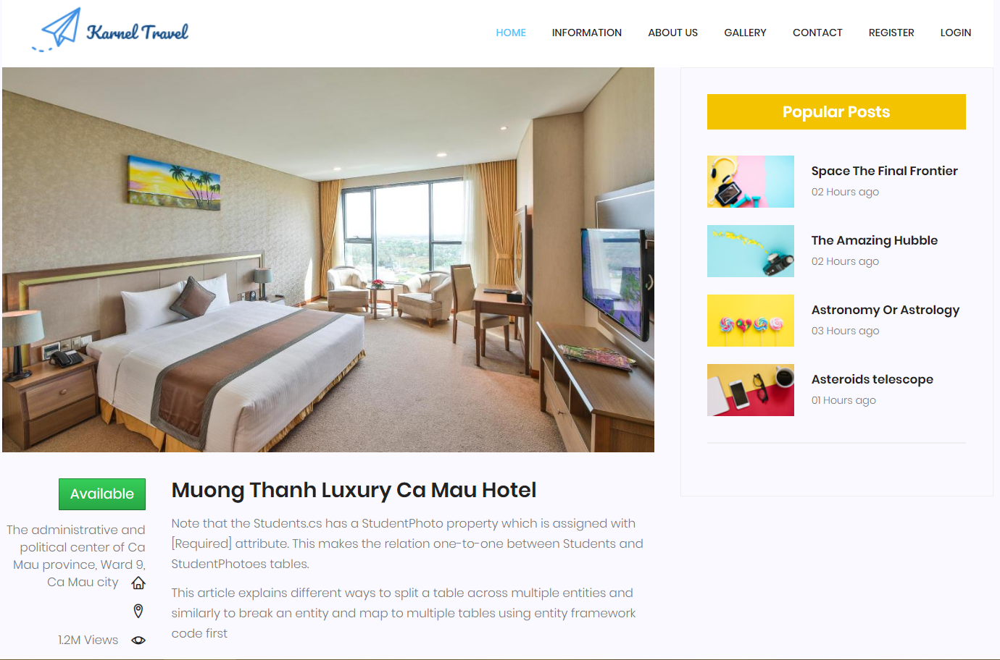 Karnel Travel
HOME INFORMATION ABOUT US GALLERY CONTACT REGISTER LOGIN
Popular Posts
Space The Final Frontier
02 Hours ago
The Amazing Hubble
02 Hours ago
Astronomy Or Astrology
03 Hours ago
Asteroids telescope
01 Hours ago
Available
The administrative and
political center of Ca
Mau province, Ward 9,
Ca Mau city
1.2M Views
Muong Thanh Luxury Ca Mau Hotel
Note that the Students.cs has a StudentPhoto property which is assigned with
[Required] attribute. This makes the relation one-to-one between Students and
StudentPhotoes tables.
This article explains different ways to split a table across multiple entities and
similarly to break an entity and map to multiple tables using entity framework
code first